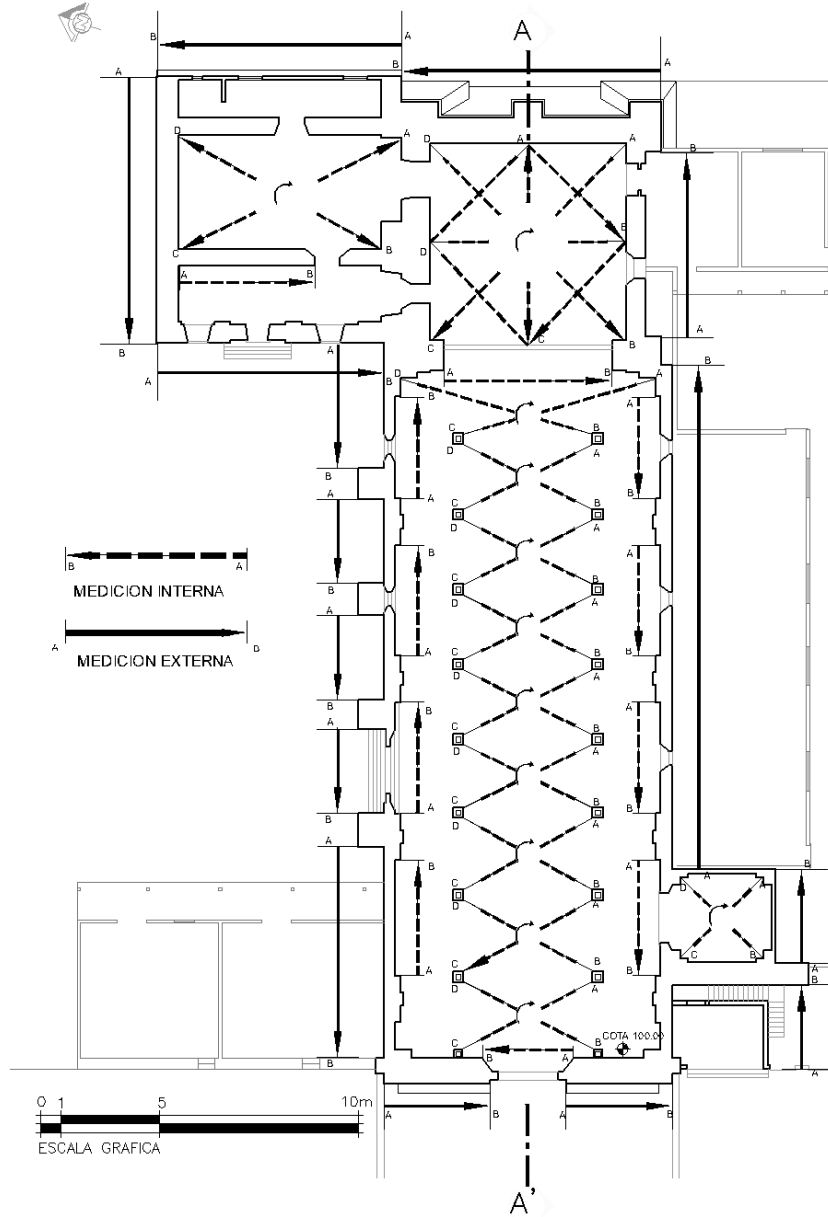 N
A
B A A
B
A
D A D A A B
C B D B
A B
A
B A C C B B
A B D A B A A
B A
C B
D A
B A B
A C B
D A
B A
C B
B D A
A
C B
D A B
B A
B A
MEDICION INTERNA
C B
D A
A B
MEDICION EXTERNA
B B A
A
C B
D A
C B
B A D A B
A
B A A B
D A
C B
D A
C B
C B
D A
A B B
B
B A
COTA 100.00
B
A
0 1 5 10m
ESCALA GRAFICA
A B A B
A'